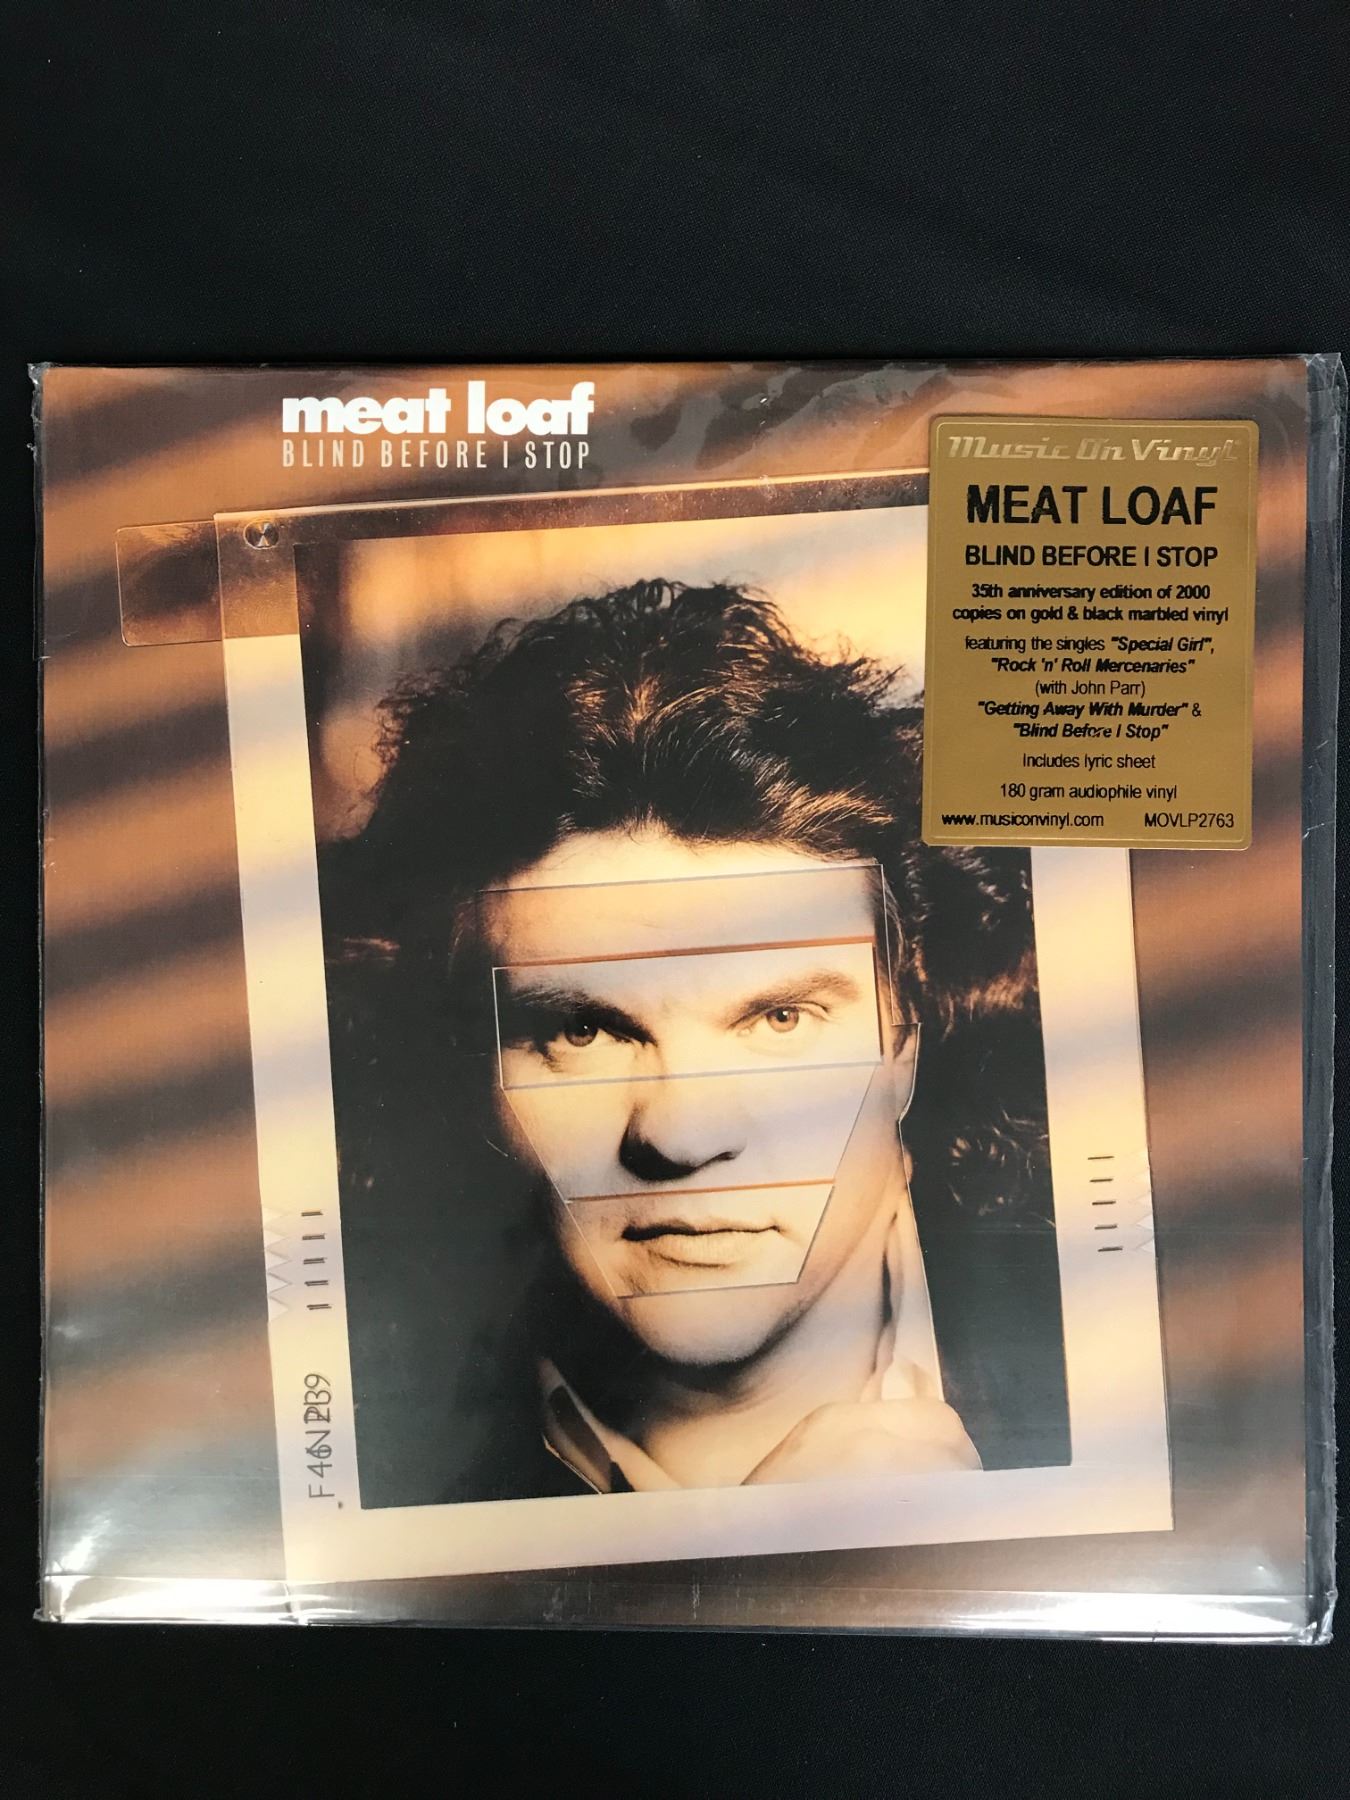 meat loaf
BLIND BEFORE I STOP
Music On Vinyl
MEAT LOAF
BLIND BEFORE I STOP
35th anniversary edition of 2000
copies on gold & black marbled vinyl
featuring the singles "Special Girl",
"Rock 'n' Roll Mercenaries"
(with John Parr)
"Getting Away With Murder" &
"Blind Before I Stop"
Includes lyric sheet
180 gram audiophile vinyl
www.musiconvinyl.com MOVLP2763